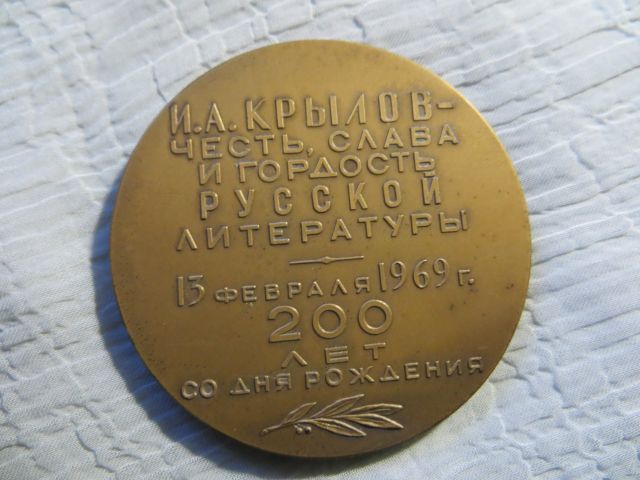 И.А.КРЫЛОВ-
ЧЕСТЬ, СЛАВА
И ГОРДОСТЬ
РУССКОЙ
ЛИТЕРАТУРЫ
13 ФЕВРАЛЯ 1969 г.
200
ЛЕТ
СО ДНЯ РОЖДЕНИЯ